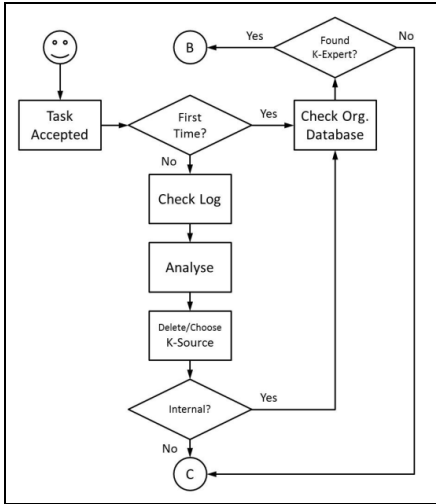 Found
K-Expert?
Yes
No
B
Task
Accepted
First
Time?
Yes
Check Org.
Database
No
Check Log
Analyse
Delete/Choose
K-Source
Internal?
Yes
No
C